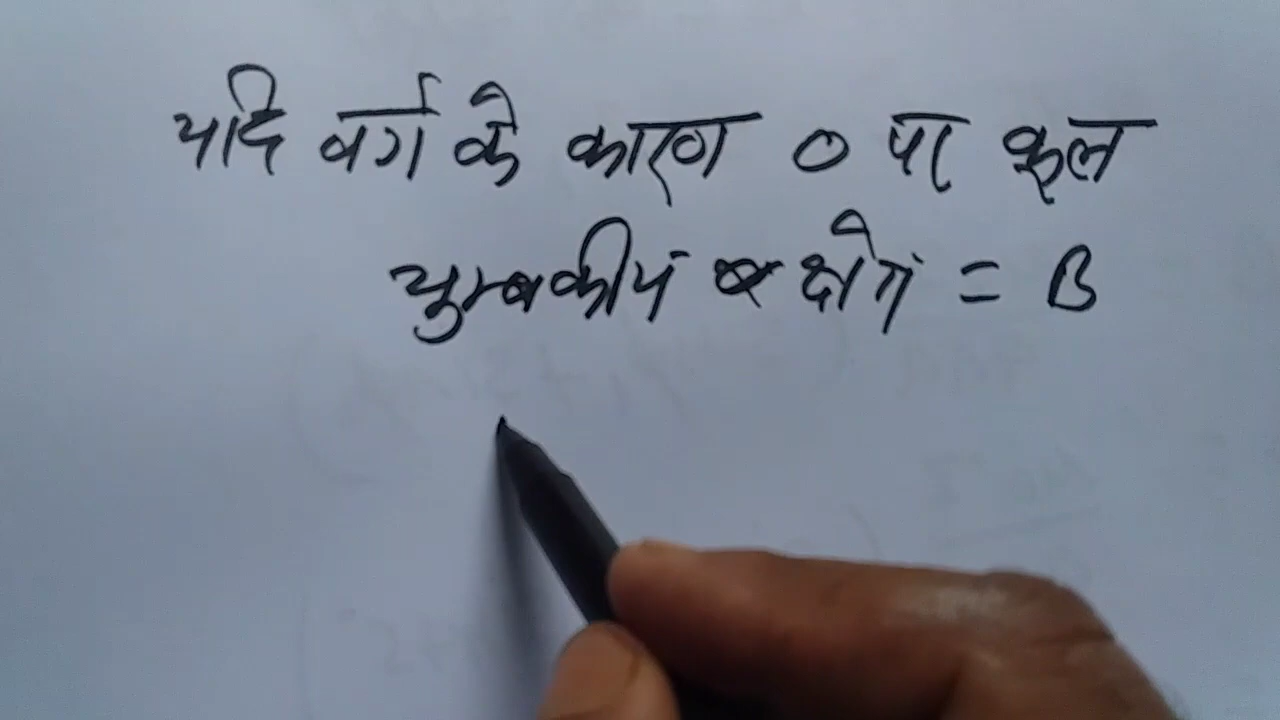 यदि वर्ग के कारण O पर कुल
चुम्बकीय क्षेत्र = B